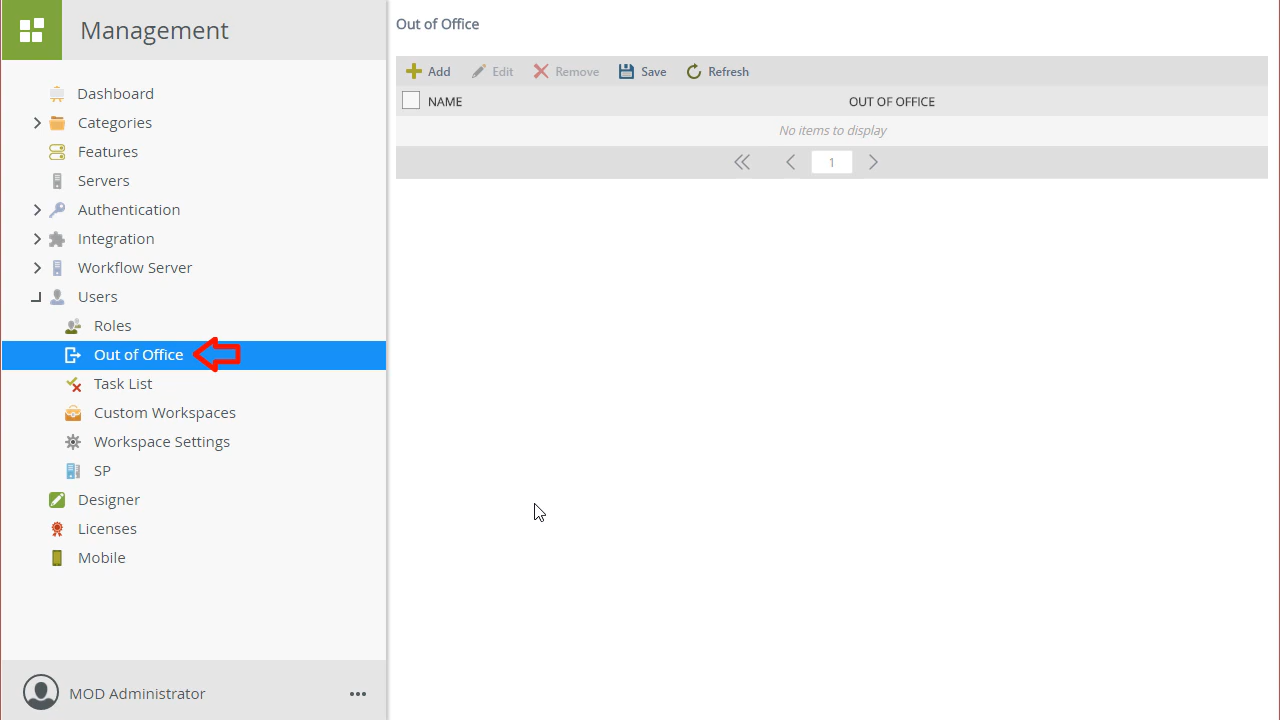 Management
Dashboard
Categories
Features
Servers
Authentication
Integration
Workflow Server
Users
Roles
Out of Office
Task List
Custom Workspaces
Workspace Settings
SP
Designer
Licenses
Mobile
MOD Administrator
Out of Office
Add Edit Remove Save Refresh
NAME OUT OF OFFICE
No items to display
1